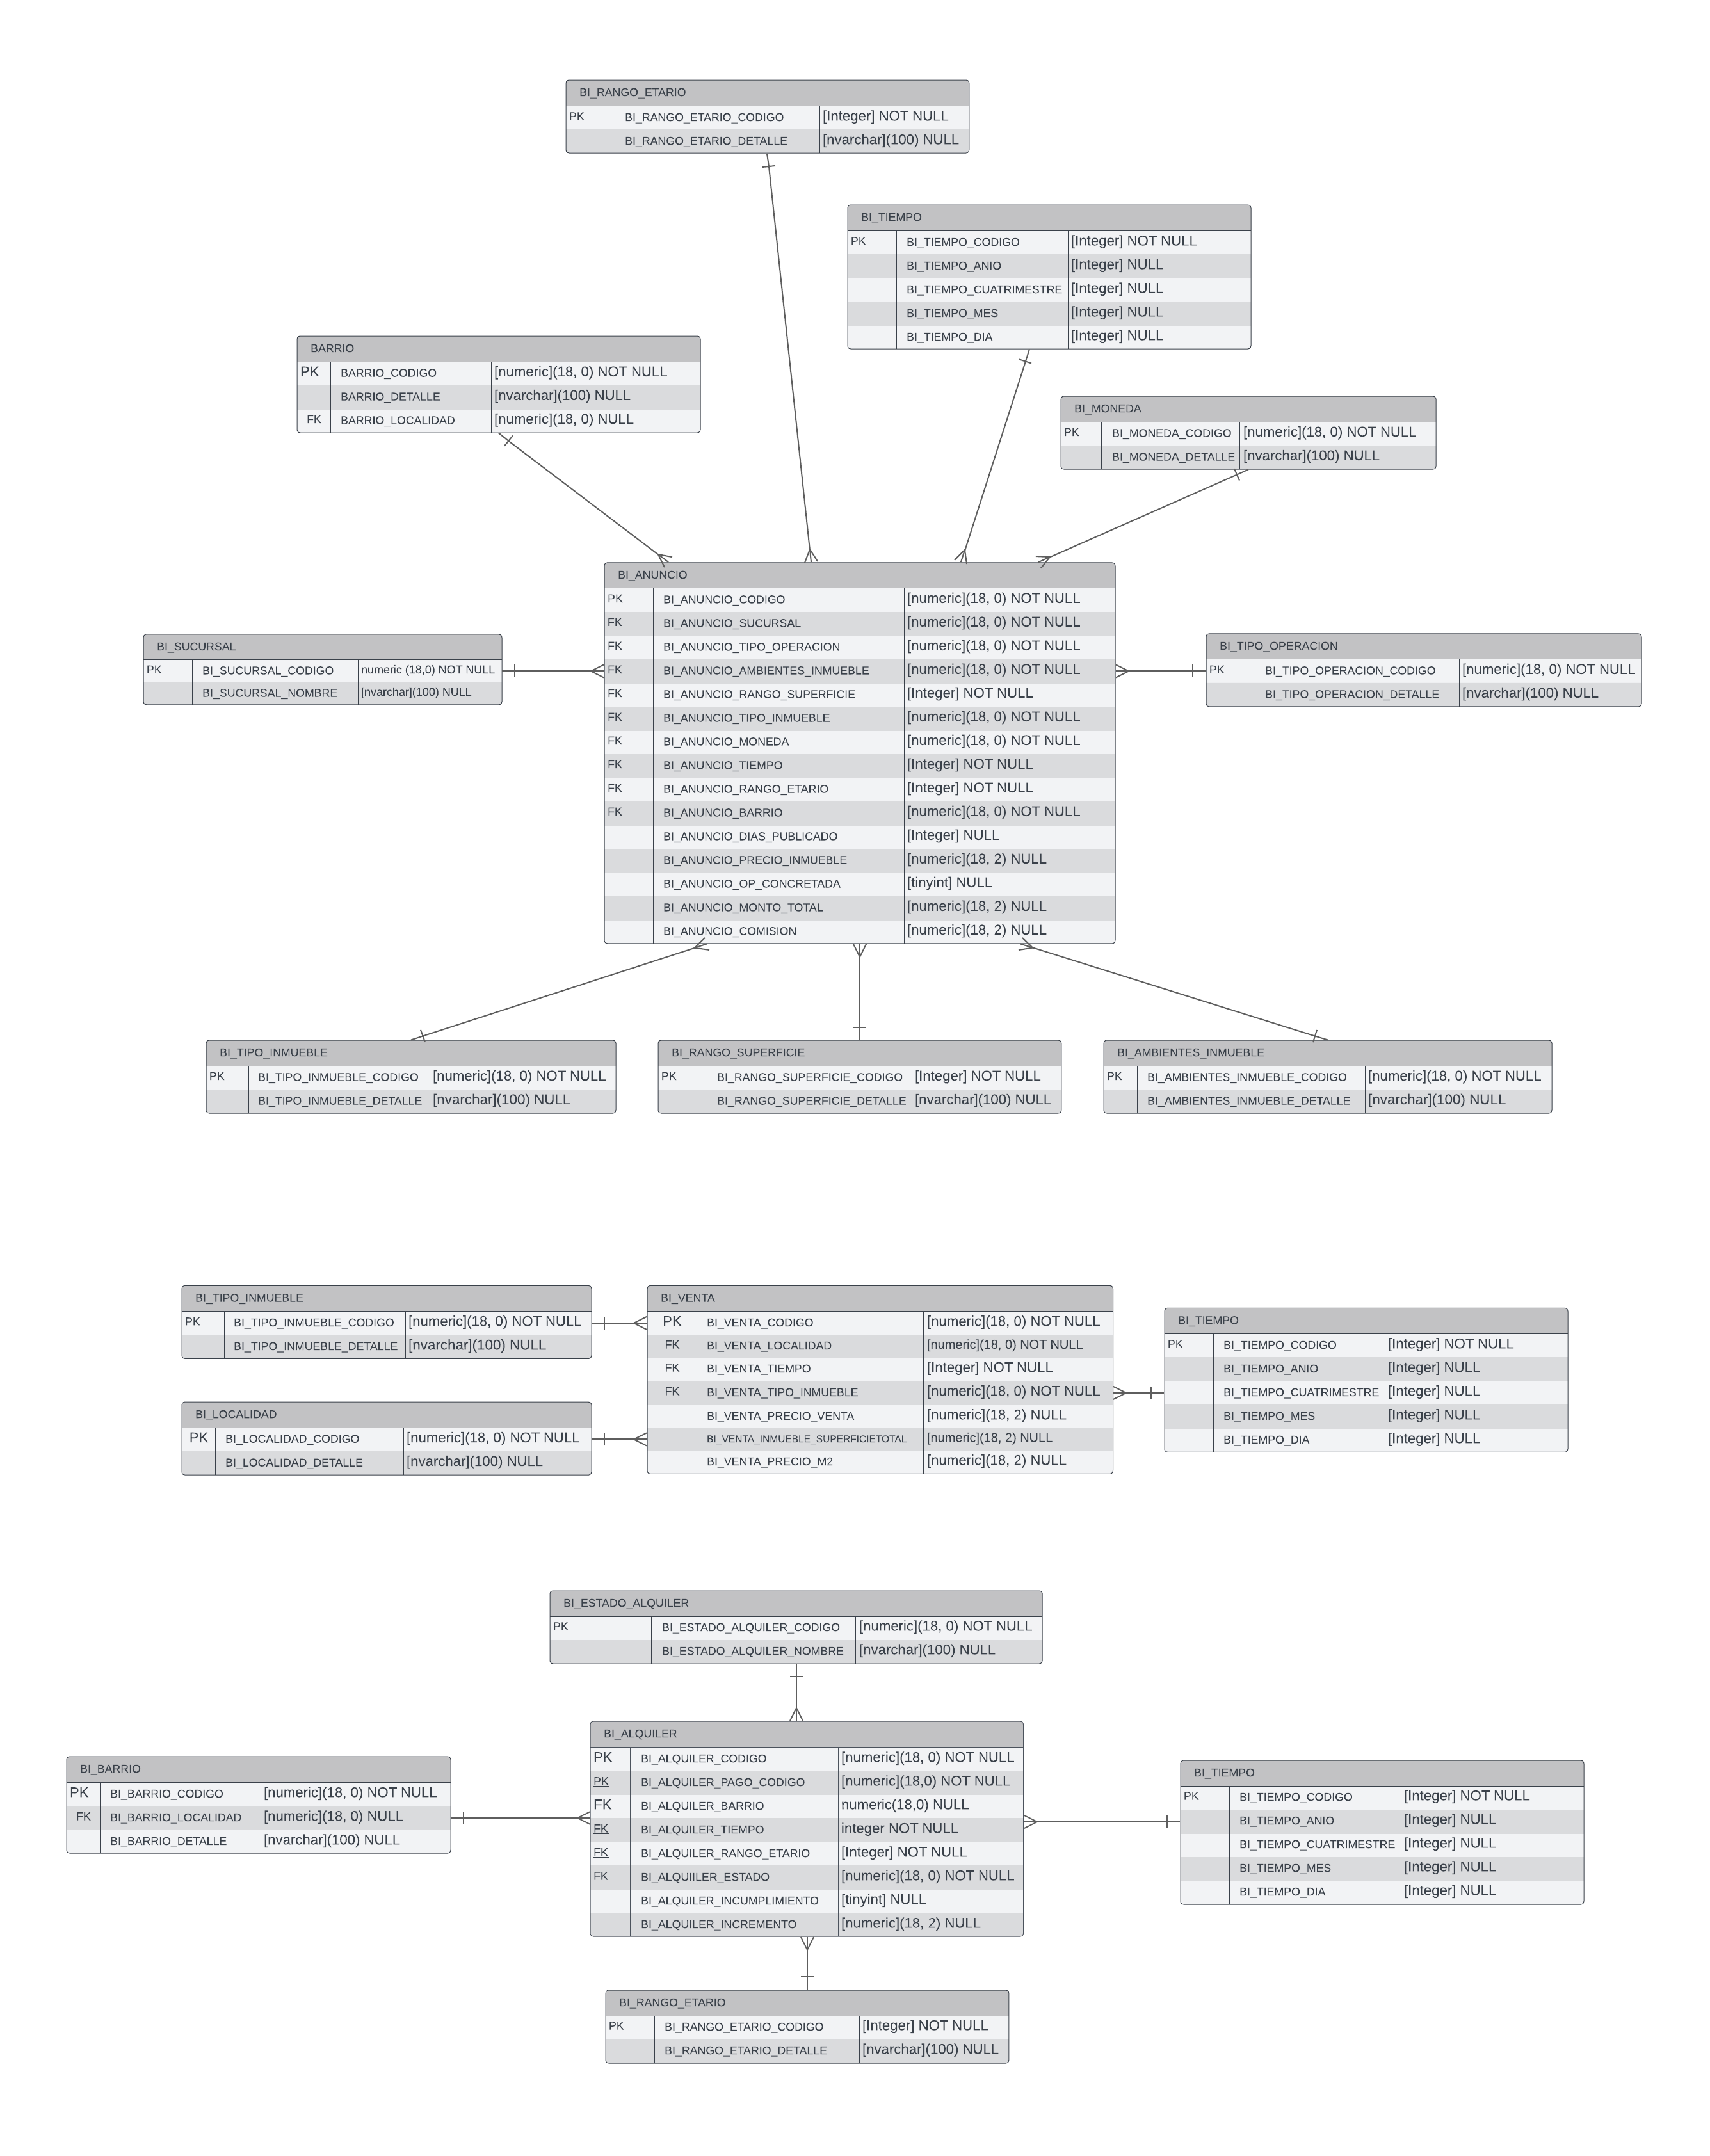 BI_RANGO_ETARIO
PK BI_RANGO_ETARIO_CODIGO [Integer] NOT NULL
BI_RANGO_ETARIO_DETALLE [nvarchar](100) NULL
BI_TIEMPO
PK BI_TIEMPO_CODIGO [Integer] NOT NULL
BI_TIEMPO_ANIO [Integer] NULL
BI_TIEMPO_CUATRIMESTRE [Integer] NULL
BI_TIEMPO_MES [Integer] NULL
BI_TIEMPO_DIA [Integer] NULL
BARRIO
PK BARRIO_CODIGO [numeric](18, 0) NOT NULL
BARRIO_DETALLE [nvarchar](100) NULL
FK BARRIO_LOCALIDAD [numeric](18, 0) NULL
BI_MONEDA
PK BI_MONEDA_CODIGO [numeric](18, 0) NOT NULL
BI_MONEDA_DETALLE [nvarchar](100) NULL
BI_ANUNCIO
PK BI_ANUNCIO_CODIGO [numeric](18, 0) NOT NULL
FK BI_ANUNCIO_SUCURSAL [numeric](18, 0) NOT NULL
FK BI_ANUNCIO_TIPO_OPERACION [numeric](18, 0) NOT NULL
FK BI_ANUNCIO_AMBIENTES_INMUEBLE [numeric](18, 0) NOT NULL
FK BI_ANUNCIO_RANGO_SUPERFICIE [Integer] NOT NULL
FK BI_ANUNCIO_TIPO_INMUEBLE [numeric](18, 0) NOT NULL
FK BI_ANUNCIO_MONEDA [numeric](18, 0) NOT NULL
FK BI_ANUNCIO_TIEMPO [Integer] NOT NULL
FK BI_ANUNCIO_RANGO_ETARIO [Integer] NOT NULL
FK BI_ANUNCIO_BARRIO [numeric](18, 0) NOT NULL
BI_ANUNCIO_DIAS_PUBLICADO [Integer] NULL
BI_ANUNCIO_PRECIO_INMUEBLE [numeric](18, 2) NULL
BI_ANUNCIO_OP_CONCRETADA [tinyint] NULL
BI_ANUNCIO_MONTO_TOTAL [numeric](18, 2) NULL
BI_ANUNCIO_COMISION [numeric](18, 2) NULL
BI_SUCURSAL
PK BI_SUCURSAL_CODIGO numeric (18,0) NOT NULL
BI_SUCURSAL_NOMBRE [nvarchar](100) NULL
BI_TIPO_OPERACION
PK BI_TIPO_OPERACION_CODIGO [numeric](18, 0) NOT NULL
BI_TIPO_OPERACION_DETALLE [nvarchar](100) NULL
BI_TIPO_INMUEBLE
PK BI_TIPO_INMUEBLE_CODIGO [numeric](18, 0) NOT NULL
BI_TIPO_INMUEBLE_DETALLE [nvarchar](100) NULL
BI_RANGO_SUPERFICIE
PK BI_RANGO_SUPERFICIE_CODIGO [Integer] NOT NULL
BI_RANGO_SUPERFICIE_DETALLE [nvarchar](100) NULL
BI_AMBIENTES_INMUEBLE
PK BI_AMBIENTES_INMUEBLE_CODIGO [numeric](18, 0) NOT NULL
BI_AMBIENTES_INMUEBLE_DETALLE [nvarchar](100) NULL
BI_TIPO_INMUEBLE
PK BI_TIPO_INMUEBLE_CODIGO [numeric](18, 0) NOT NULL
BI_TIPO_INMUEBLE_DETALLE [nvarchar](100) NULL
BI_LOCALIDAD
PK BI_LOCALIDAD_CODIGO [numeric](18, 0) NOT NULL
BI_LOCALIDAD_DETALLE [nvarchar](100) NULL
BI_VENTA
PK BI_VENTA_CODIGO [numeric](18, 0) NOT NULL
FK BI_VENTA_LOCALIDAD [numeric](18, 0) NOT NULL
FK BI_VENTA_TIEMPO [Integer] NOT NULL
FK BI_VENTA_TIPO_INMUEBLE [numeric](18, 0) NOT NULL
BI_VENTA_PRECIO_VENTA [numeric](18, 2) NULL
BI_VENTA_INMUEBLE_SUPERFICIETOTAL [numeric](18, 2) NULL
BI_VENTA_PRECIO_M2 [numeric](18, 2) NULL
BI_TIEMPO
PK BI_TIEMPO_CODIGO [Integer] NOT NULL
BI_TIEMPO_ANIO [Integer] NULL
BI_TIEMPO_CUATRIMESTRE [Integer] NULL
BI_TIEMPO_MES [Integer] NULL
BI_TIEMPO_DIA [Integer] NULL
BI_ESTADO_ALQUILER
PK BI_ESTADO_ALQUILER_CODIGO [numeric](18, 0) NOT NULL
BI_ESTADO_ALQUILER_NOMBRE [nvarchar](100) NULL
BI_BARRIO
PK BI_BARRIO_CODIGO [numeric](18, 0) NOT NULL
FK BI_BARRIO_LOCALIDAD [numeric](18, 0) NULL
BI_BARRIO_DETALLE [nvarchar](100) NULL
BI_ALQUILER
PK BI_ALQUILER_CODIGO [numeric](18, 0) NOT NULL
PK BI_ALQUILER_PAGO_CODIGO [numeric](18,0) NOT NULL
FK BI_ALQUILER_BARRIO numeric(18,0) NULL
FK BI_ALQUILER_TIEMPO integer NOT NULL
FK BI_ALQUILER_RANGO_ETARIO [Integer] NOT NULL
FK BI_ALQUIILER_ESTADO [numeric](18, 0) NOT NULL
BI_ALQUILER_INCUMPLIMIENTO [tinyint] NULL
BI_ALQUILER_INCREMENTO [numeric](18, 2) NULL
BI_TIEMPO
PK BI_TIEMPO_CODIGO [Integer] NOT NULL
BI_TIEMPO_ANIO [Integer] NULL
BI_TIEMPO_CUATRIMESTRE [Integer] NULL
BI_TIEMPO_MES [Integer] NULL
BI_TIEMPO_DIA [Integer] NULL
BI_RANGO_ETARIO
PK BI_RANGO_ETARIO_CODIGO [Integer] NOT NULL
BI_RANGO_ETARIO_DETALLE [nvarchar](100) NULL